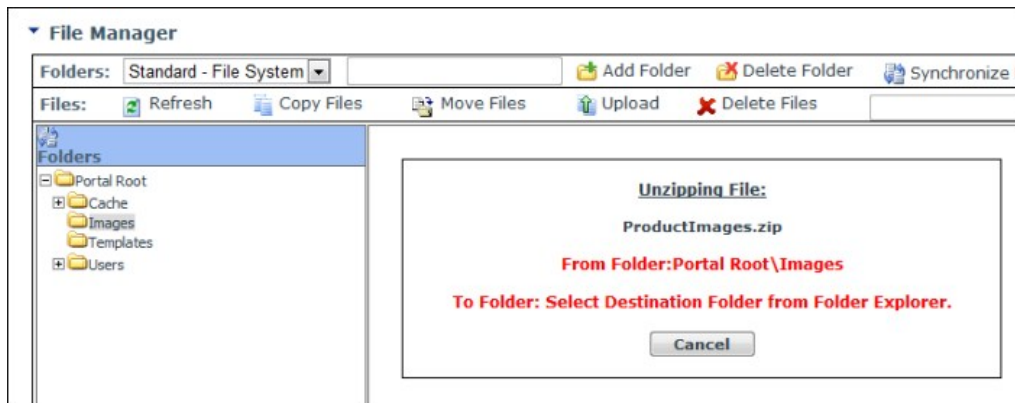 File Manager
Folders: Standard - File System Add Folder Delete Folder Synchronize
Files: Refresh Copy Files Move Files Upload Delete Files
Folders
Portal Root
Cache
Images
Templates
Users
Unzipping File:
ProductImages.zip
From Folder:Portal Root\Images
To Folder: Select Destination Folder from Folder Explorer.
Cancel